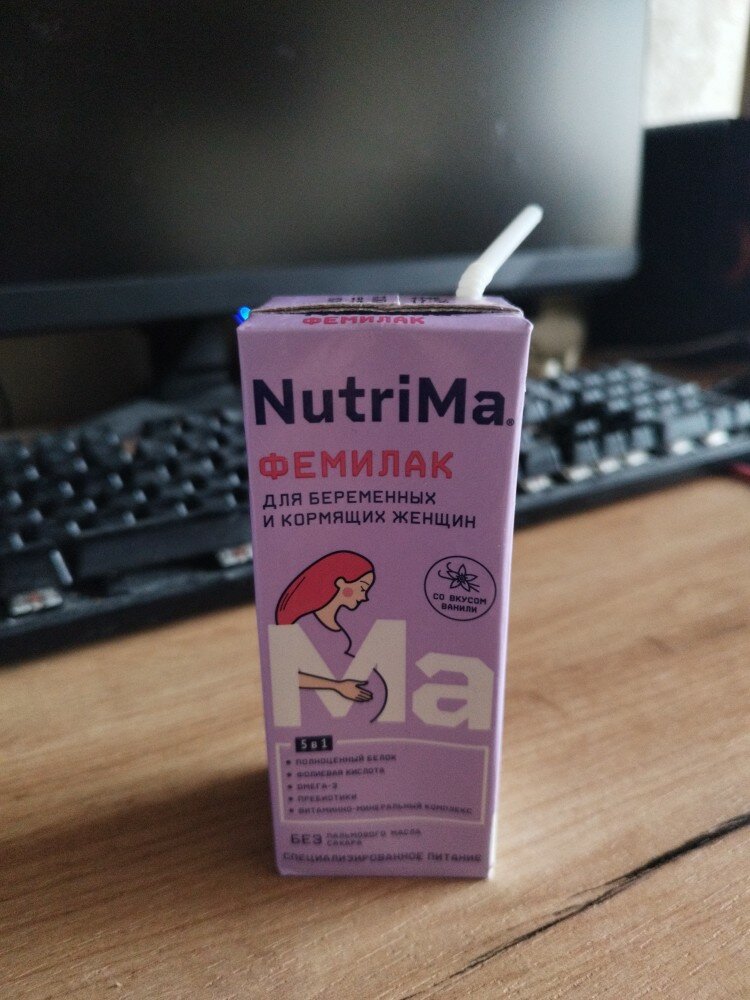 ФЕМИЛАК
NutriMa®
ФЕМИЛАК
ДЛЯ БЕРЕМЕННЫХ
И КОРМЯЩИХ ЖЕНЩИН
СО ВКУСОМ
ВАНИЛИ
Ma
5 в 1
• ПОЛНОЦЕННЫЙ БЕЛОК
• ФОЛИЕВАЯ КИСЛОТА
• ОМЕГА-3
• ПРЕБИОТИКИ
• ВИТАМИННО-МИНЕРАЛЬНЫЙ КОМПЛЕКС
БЕЗ ПАЛЬМОВОГО МАСЛА
САХАРА
СПЕЦИАЛИЗИРОВАННОЕ ПИТАНИЕ